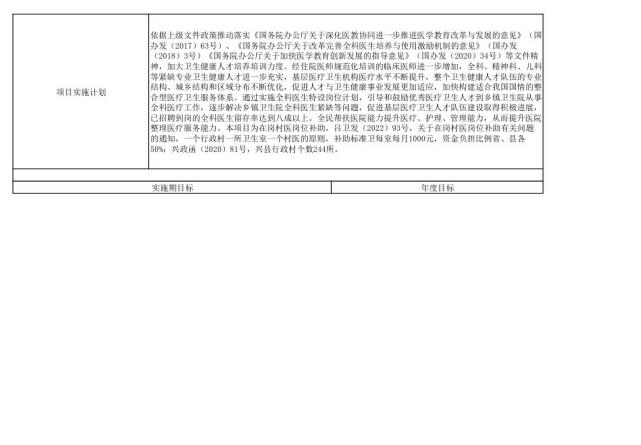 项目实施计划
依据上级文件政策推动落实《国务院办公厅关于深化医教协同进一步推进医学教育改革与发展的意见》（国
办发（2017）63号）、《国务院办公厅关于改革完善全科医生培养与使用激励机制的意见》（国办发
（2018）3号）《国务院办公厅关于加快医学教育创新发展的指导意见》（国办发（2020）34号）等文件精
神，加大卫生健康人才培养培训力度。经住院医师规范化培训的临床医师进一步增加，全科、精神科、儿科
等紧缺专业卫生健康人才进一步充实，基层医疗卫生机构医疗水平不断提升，整个卫生健康人才队伍的专业
结构、城乡结构和区域分布不断优化，促进人才与卫生健康事业发展更加适应，加快构建适合我国国情的整
合型医疗卫生服务体系。通过实施全科医生特设岗位计划，引导和鼓励优秀医疗卫生人才到乡镇卫生院从事
全科医疗工作，逐步解决乡镇卫生院全科医生紧缺等问题，促进基层医疗卫生人才队伍建设取得积极进展，
已招聘到岗的全科医生留存率达到八成以上。全民帮扶医院能力提升医疗、护理、管理能力，从而提升医院
整理医疗服务能力。本项目为在岗村医岗位补助，吕卫发（2022）93号，关于在岗村医岗位补助有关问题
的通知，一个行政村一所卫生室一个村医的原则，补助标准卫每室每月1000元，资金负担比例省、县各
50%；兴政函（2020）81号，兴县行政村个数244所。
实施期目标
年度目标